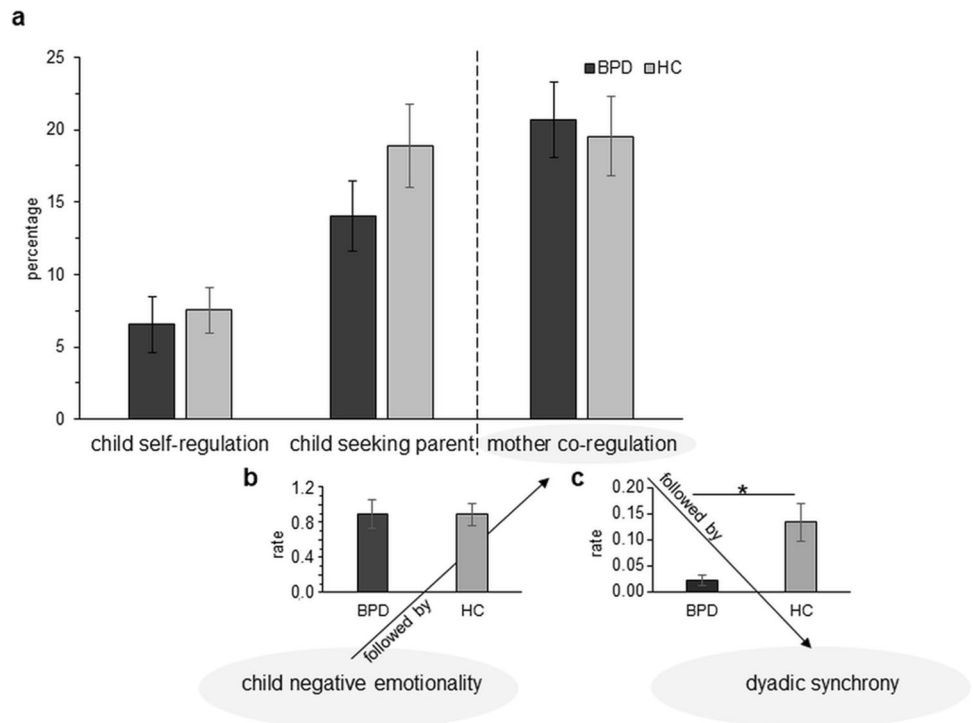 a
25
20
15
10
5
0
percentage
BPD HC
child self-regulation child seeking parent mother co-regulation
b
1.2
0.8
0.4
0.0
rate
BPD HC
followed by
child negative emotionality
c
0.20
0.15
0.10
0.05
0.00
rate
*
BPD HC
followed by
dyadic synchrony